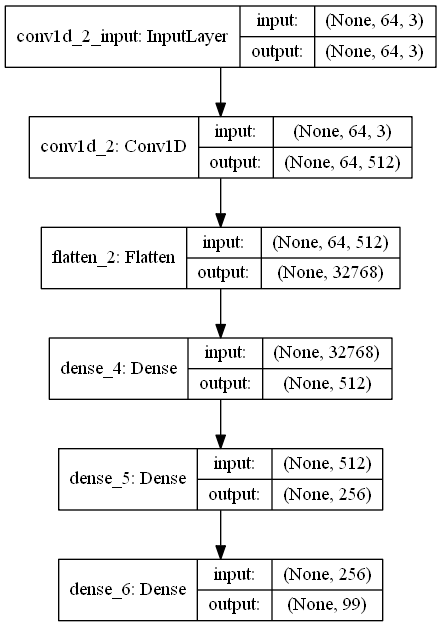 conv1d_2_input: InputLayer
input: (None, 64, 3)
output: (None, 64, 3)
conv1d_2: Conv1D
input: (None, 64, 3)
output: (None, 64, 512)
flatten_2: Flatten
input: (None, 64, 512)
output: (None, 32768)
dense_4: Dense
input: (None, 32768)
output: (None, 512)
dense_5: Dense
input: (None, 512)
output: (None, 256)
dense_6: Dense
input: (None, 256)
output: (None, 99)